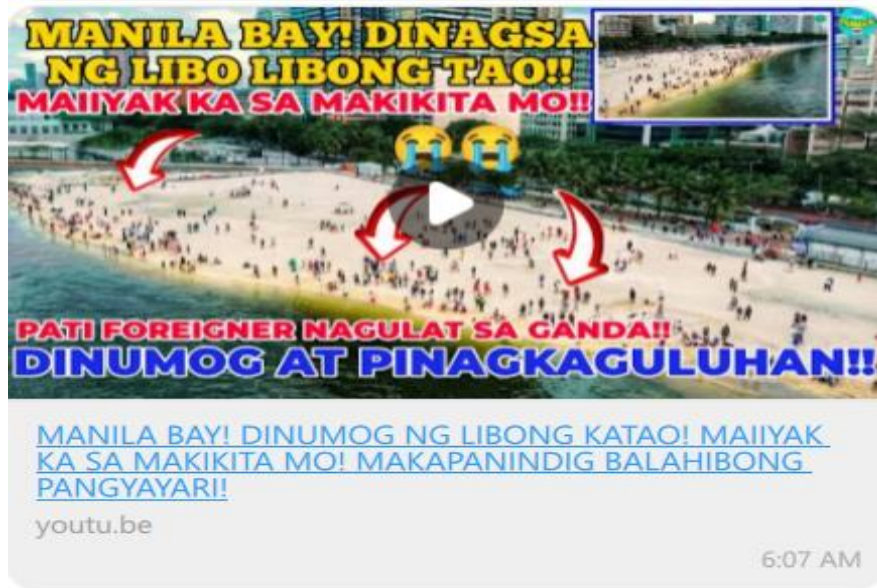 MANILA BAY! DINAGSA
NG LIBO LIBONG TAO!!
MAIIYAK KA SA MAKIKITA MO!!
PATI FOREIGNER NAGULAT SA GANDA!!
DINUMOG AT PINAGKAGULUHAN!!
MANILA BAY! DINUMOG NG LIBONG KATAO! MAIIYAK
KA SA MAKIKITA MO! MAKAPANINDIG BALAHIBONG
PANGYAYARI!
youtu.be
6:07 AM